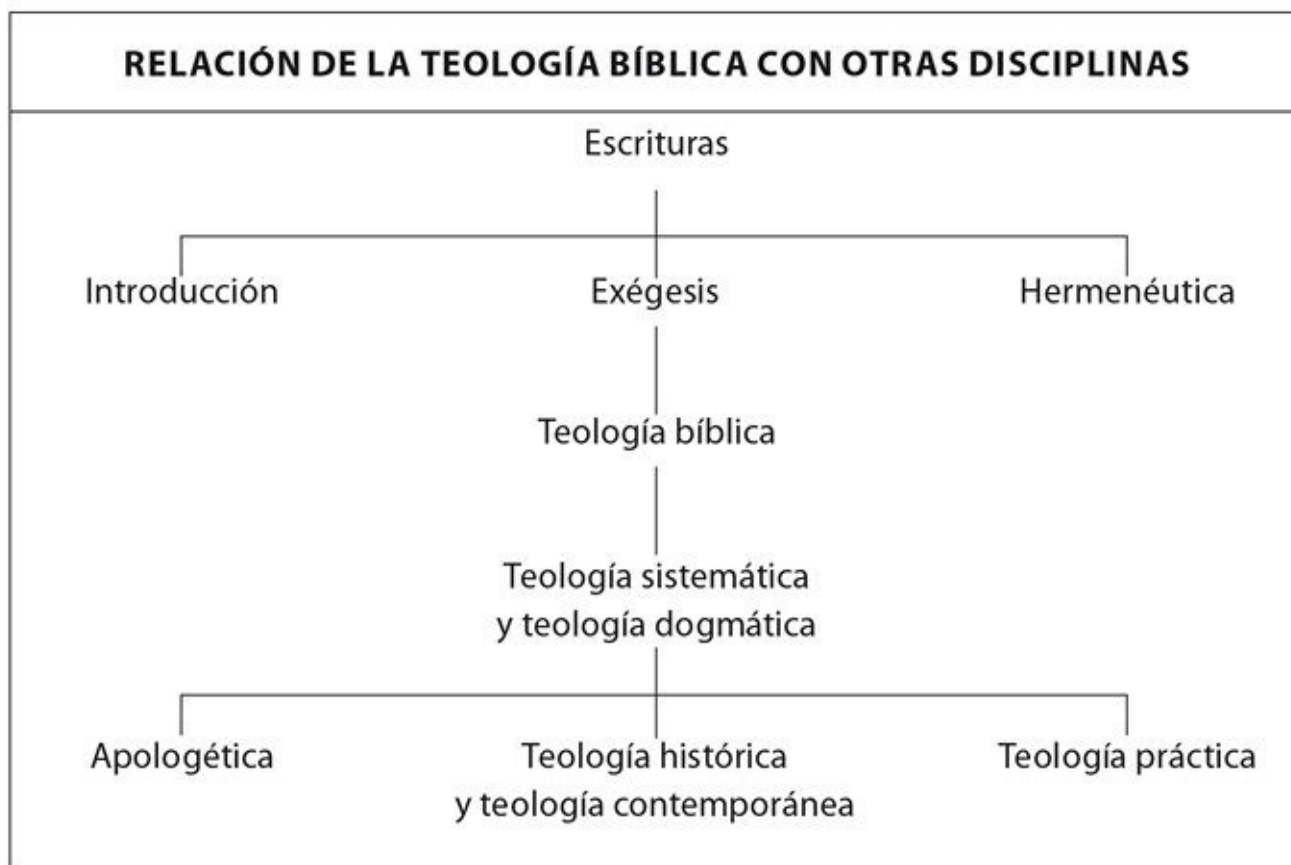 RELACIÓN DE LA TEOLOGÍA BÍBLICA CON OTRAS DISCIPLINAS
Escrituras
Introducción
Exégesis
Hermenéutica
Teología bíblica
Teología sistemática
y teología dogmática
Apologética
Teología histórica
y teología contemporánea
Teología práctica